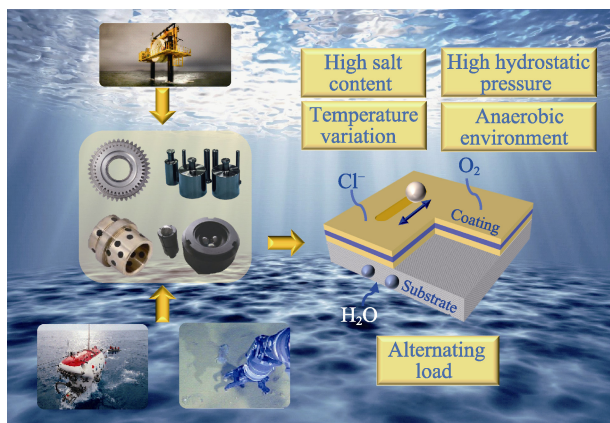 High salt
content
High hydrostatic
pressure
Temperature
variation
Anaerobic
environment
Cl⁻
O₂
Coating
Substrate
H₂O
Alternating
load